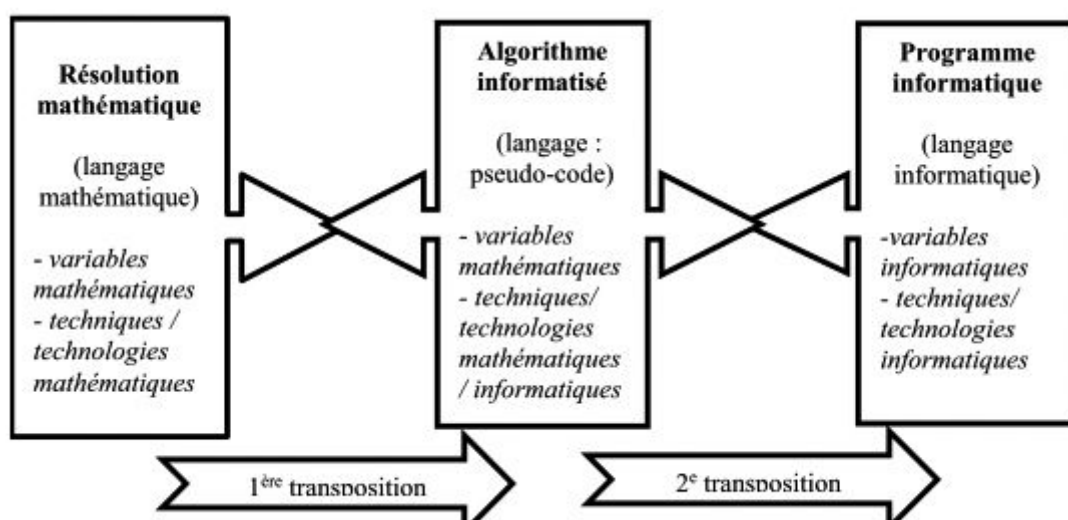 Résolution
mathématique
(langage
mathématique)
- variables
mathématiques
- techniques /
technologies
mathématiques
Algorithme
informatisé
(langage :
pseudo-code)
- variables
mathématiques
- techniques/
technologies
mathématiques
/ informatiques
Programme
informatique
(langage
informatique)
-variables
informatiques
- techniques/
technologies
informatiques
1ère transposition
2e transposition